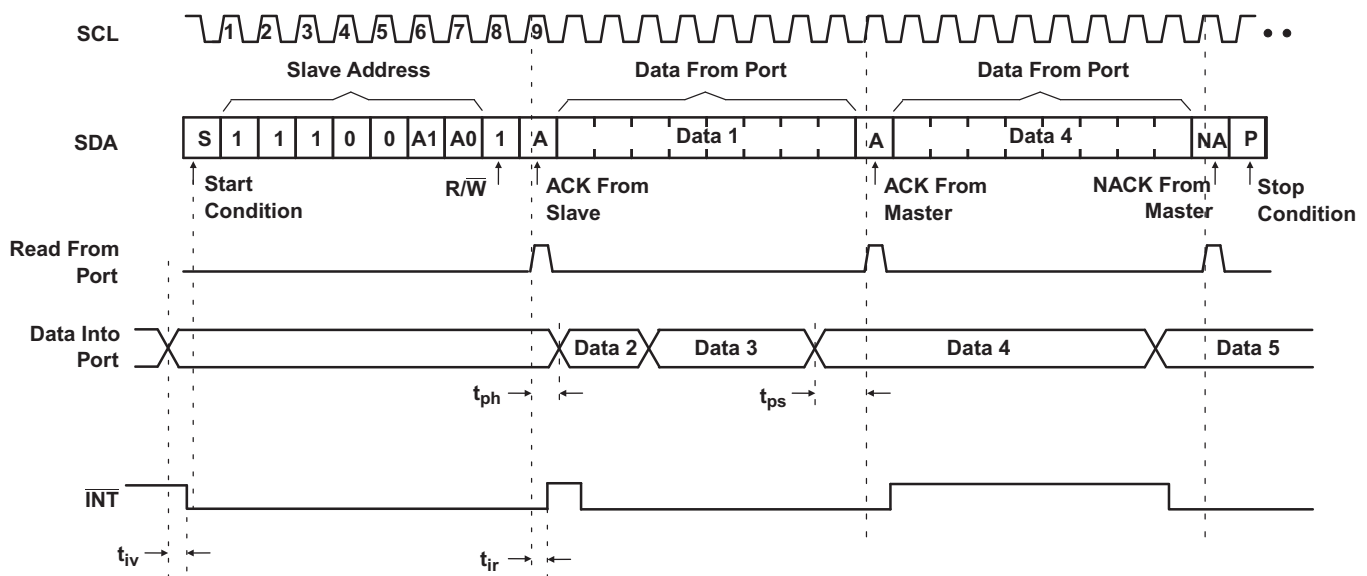 SCL 1 2 3 4 5 6 7 8 9
Slave Address Data From Port Data From Port
SDA S 1 1 1 0 0 A1 A0 1 A Data 1 A Data 4 NA P
Start Condition
R/W
ACK From Slave
ACK From Master
NACK From Master
Stop Condition
Read From Port
Data Into Port
Data 2 Data 3 Data 4 Data 5
tph tps
INT
tiv tir